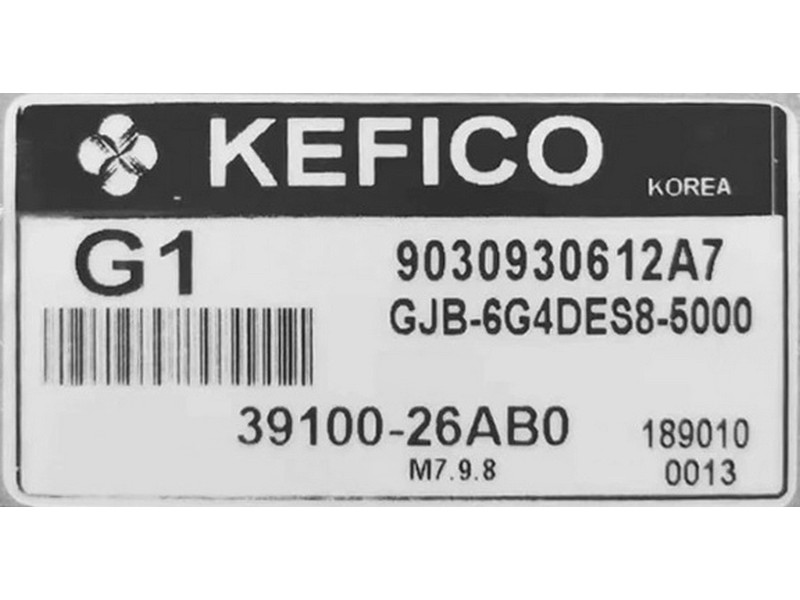 KEFICO
KOREA
G1
9030930612A7
GJB-6G4DES8-5000
39100-26AB0
189010
M7.9.8
0013